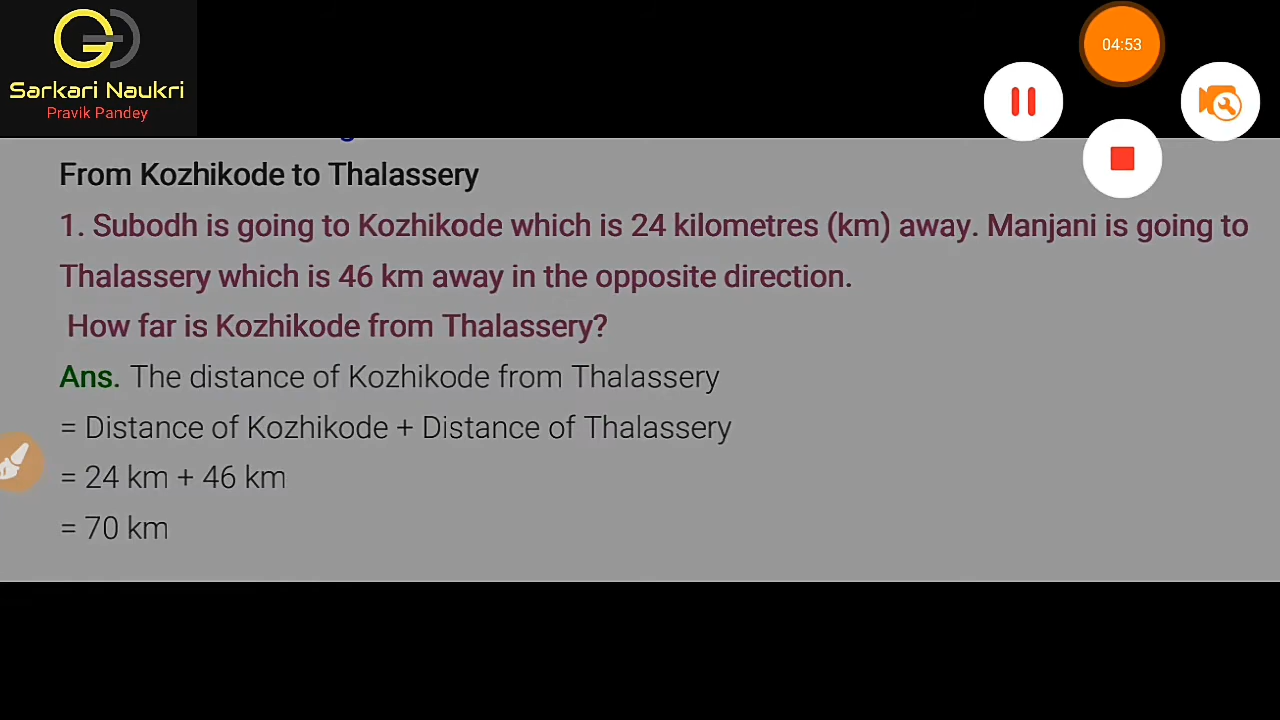 Sarkari Naukri
Pravik Pandey
04:53
From Kozhikode to Thalassery
1. Subodh is going to Kozhikode which is 24 kilometres (km) away. Manjani is going to
Thalassery which is 46 km away in the opposite direction.
How far is Kozhikode from Thalassery?
Ans. The distance of Kozhikode from Thalassery
= Distance of Kozhikode + Distance of Thalassery
= 24 km + 46 km
= 70 km